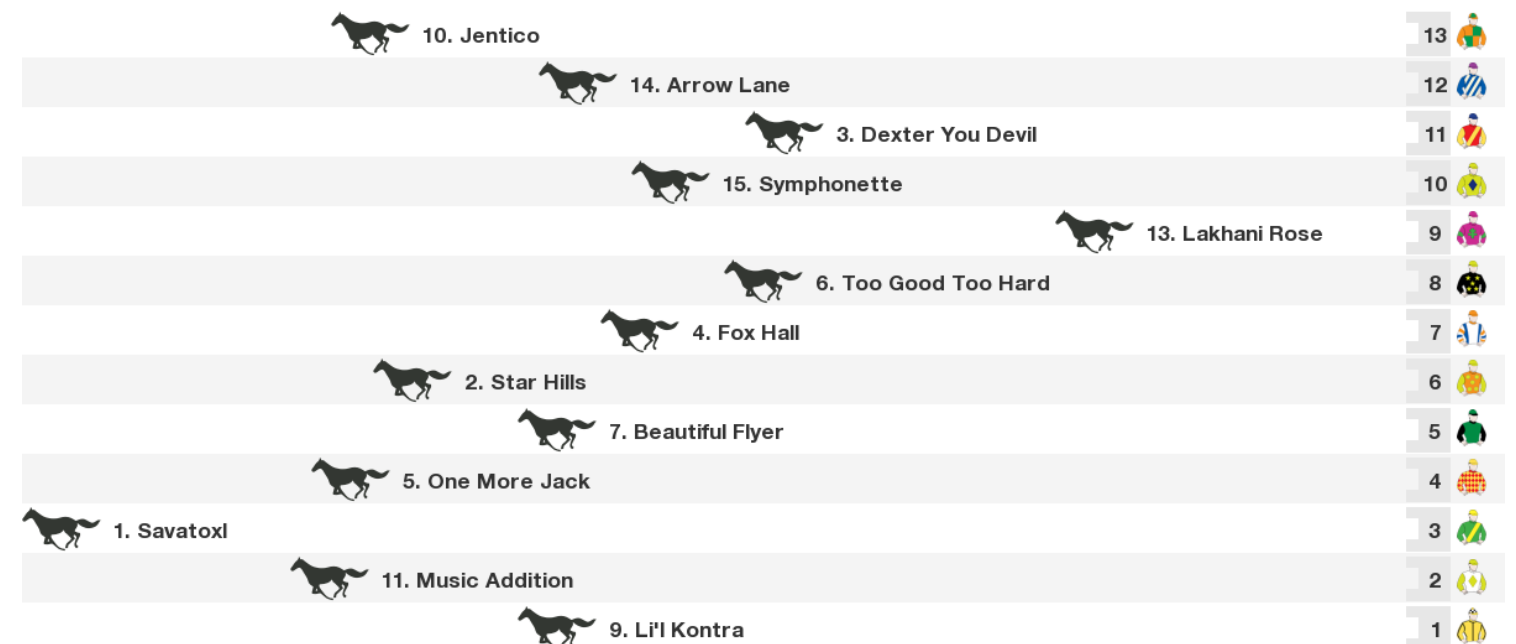 10. Jentico 13
14. Arrow Lane 12
3. Dexter You Devil 11
15. Symphonette 10
13. Lakhani Rose 9
6. Too Good Too Hard 8
4. Fox Hall 7
2. Star Hills 6
7. Beautiful Flyer 5
5. One More Jack 4
1. Savatoxl 3
11. Music Addition 2
9. Li'l Kontra 1